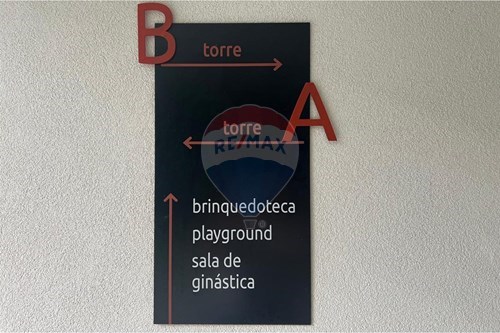 B
torre
A
torre
RE/MAX
brinquedoteca
playground
sala de
ginástica